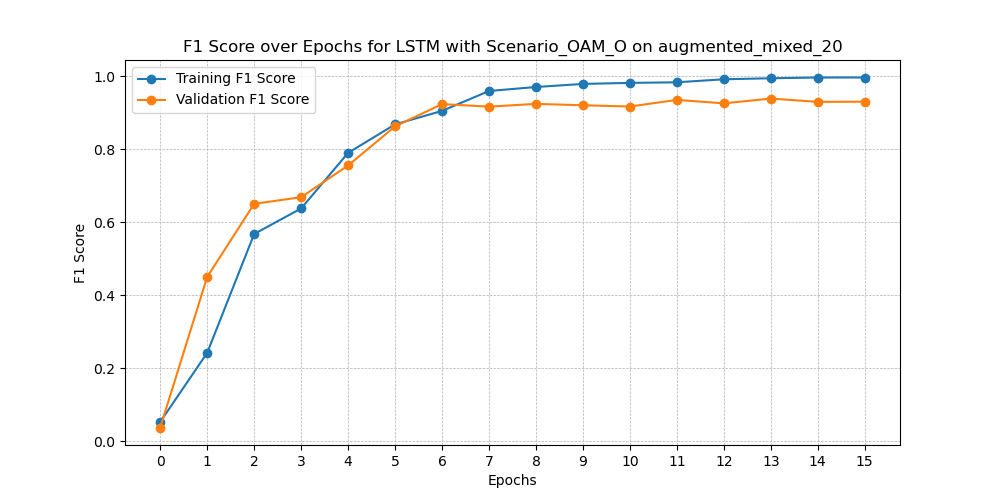 F1 Score over Epochs for LSTM with Scenario_OAM_O on augmented_mixed_20
Training F1 Score
Validation F1 Score
F1 Score
1.0
0.8
0.6
0.4
0.2
0.0
0 1 2 3 4 5 6 7 8 9 10 11 12 13 14 15
Epochs